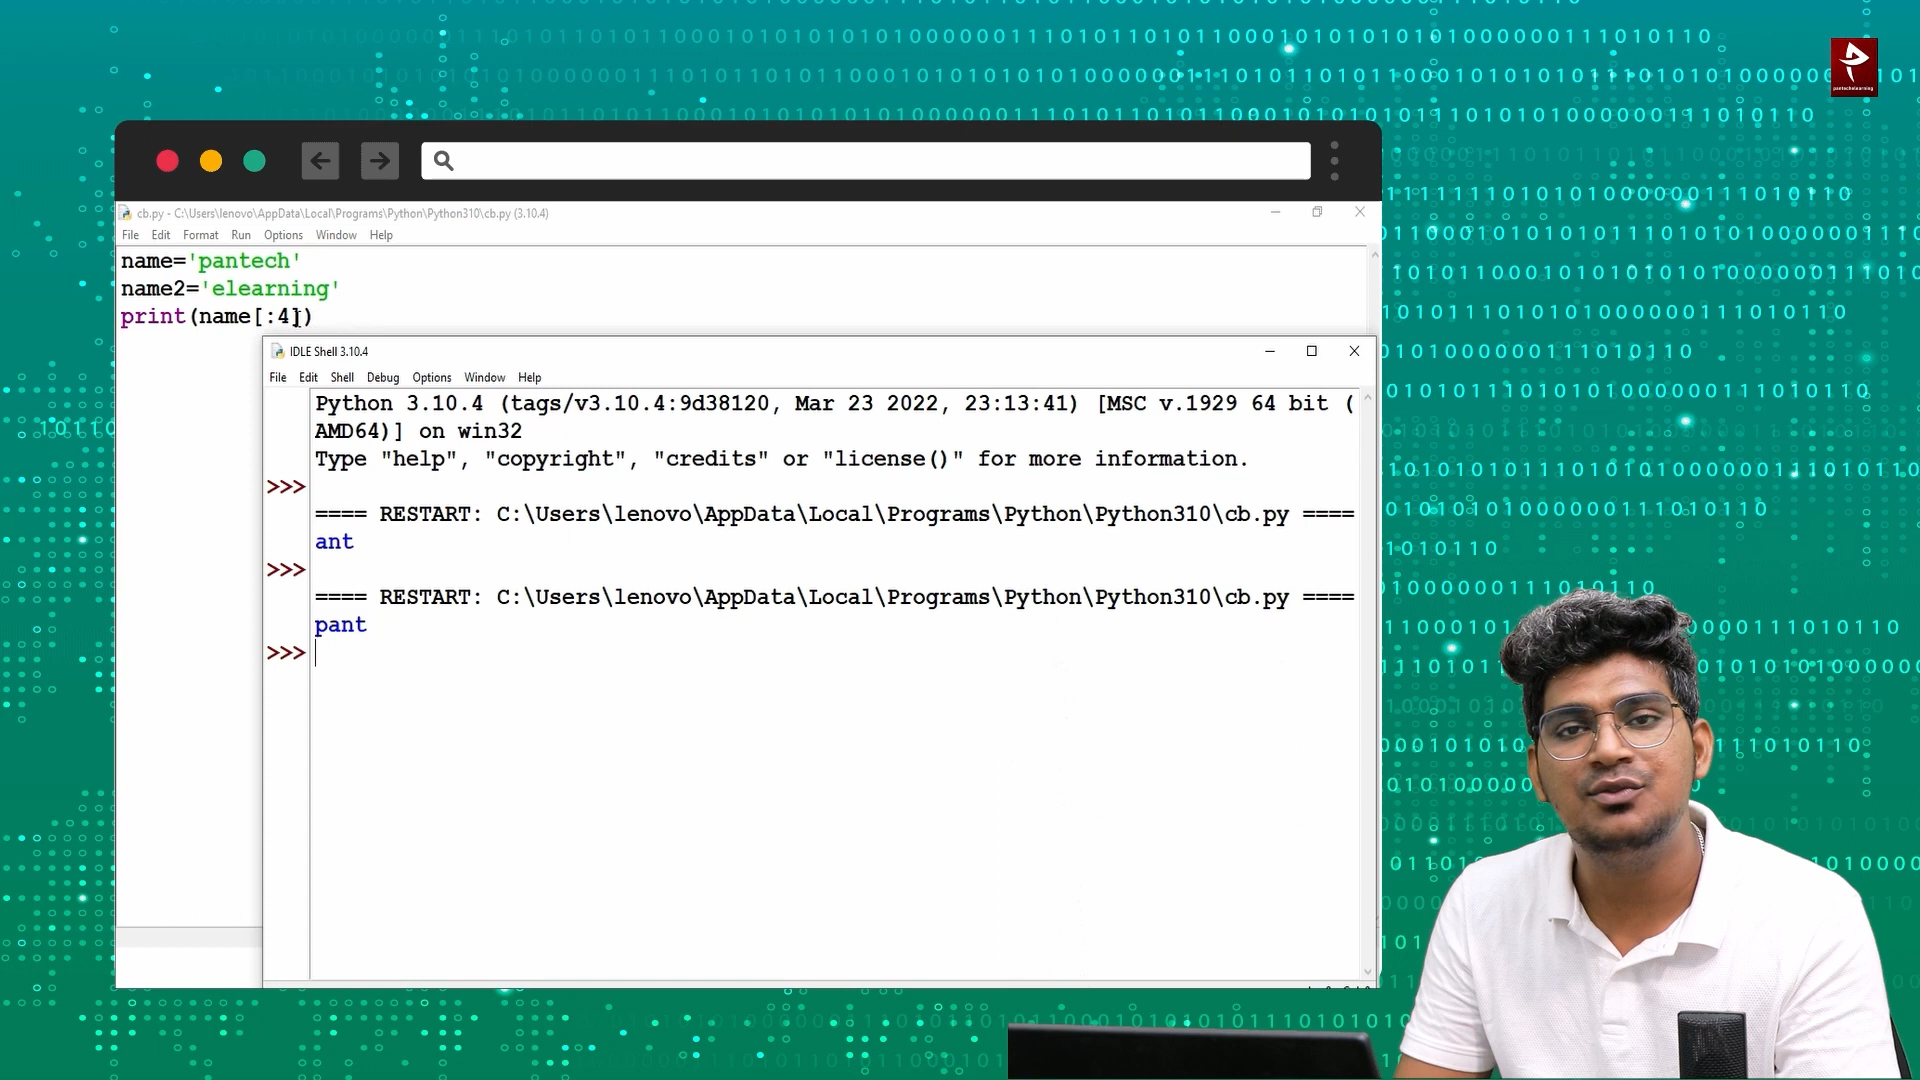 pantechelearning
cb.py - C:\Users\lenovo\AppData\Local\Programs\Python\Python310\cb.py (3.10.4)
File Edit Format Run Options Window Help
name='pantech'
name2='elearning'
print(name[:4])
IDLE Shell 3.10.4
File Edit Shell Debug Options Window Help
Python 3.10.4 (tags/v3.10.4:9d38120, Mar 23 2022, 23:13:41) [MSC v.1929 64 bit (
AMD64)] on win32
Type "help", "copyright", "credits" or "license()" for more information.
>>>
==== RESTART: C:\Users\lenovo\AppData\Local\Programs\Python\Python310\cb.py ====
ant
>>>
==== RESTART: C:\Users\lenovo\AppData\Local\Programs\Python\Python310\cb.py ====
pant
>>>